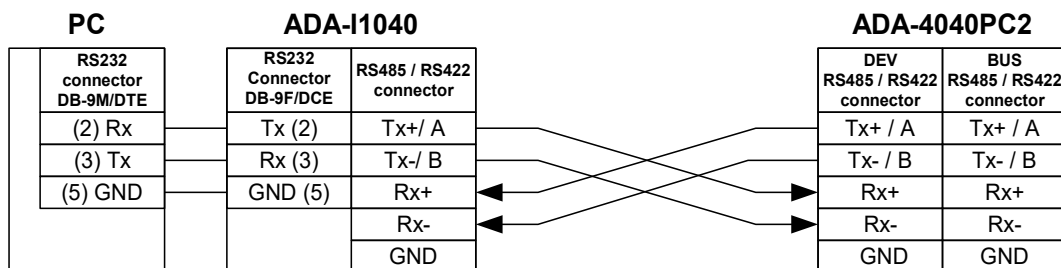 PC ADA-I1040 ADA-4040PC2
RS232 connector DB-9M/DTE
RS232 Connector DB-9F/DCE
RS485 / RS422 connector
DEV RS485 / RS422 connector
BUS RS485 / RS422 connector
(2) Rx Tx (2) Tx+/ A Tx+ / A Tx+ / A
(3) Tx Rx (3) Tx-/ B Tx- / B Tx- / B
(5) GND GND (5) Rx+ Rx+ Rx+
Rx- Rx- Rx-
GND GND GND